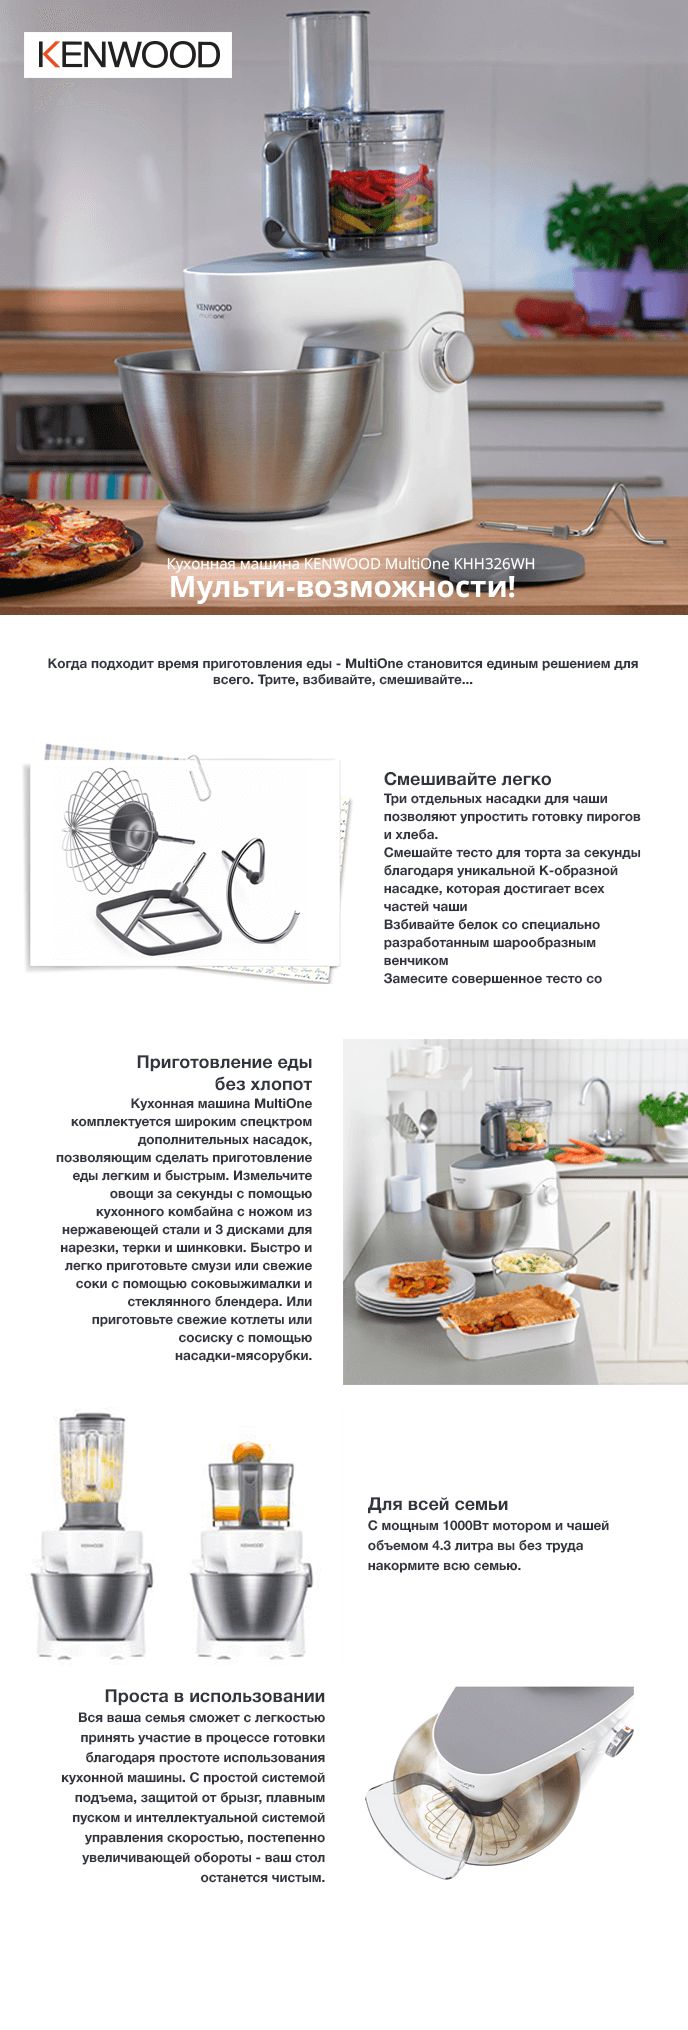 KENWOOD
KENWOOD
multione
Кухонная машина KENWOOD MultiOne KHH326WH
Мульти-возможности!
Когда подходит время приготовления еды - MultiOne становится единым решением для
всего. Трите, взбивайте, смешивайте...
Смешивайте легко
Три отдельных насадки для чаши
позволяют упростить готовку пирогов
и хлеба.
Смешайте тесто для торта за секунды
благодаря уникальной К-образной
насадке, которая достигает всех
частей чаши
Взбивайте белок со специально
разработанным шарообразным
венчиком
Замесите совершенное тесто со
Приготовление еды
без хлопот
Кухонная машина MultiOne
комплектуется широким спецктром
дополнительных насадок,
позволяющим сделать приготовление
еды легким и быстрым. Измельчите
овощи за секунды с помощью
кухонного комбайна с ножом из
нержавеющей стали и 3 дисками для
нарезки, терки и шинковки. Быстро и
легко приготовьте смузи или свежие
соки с помощью соковыжималки и
стеклянного блендера. Или
приготовьте свежие котлеты или
сосиску с помощью
насадки-мясорубки.
KENWOOD
KENWOOD
KENWOOD
Для всей семьи
С мощным 1000Вт мотором и чашей
объемом 4.3 литра вы без труда
накормите всю семью.
Проста в использовании
Вся ваша семья сможет с легкостью
принять участие в процессе готовки
благодаря простоте использования
кухонной машины. С простой системой
подъема, защитой от брызг, плавным
пуском и интеллектуальной системой
управления скоростью, постепенно
увеличивающей обороты - ваш стол
останется чистым.